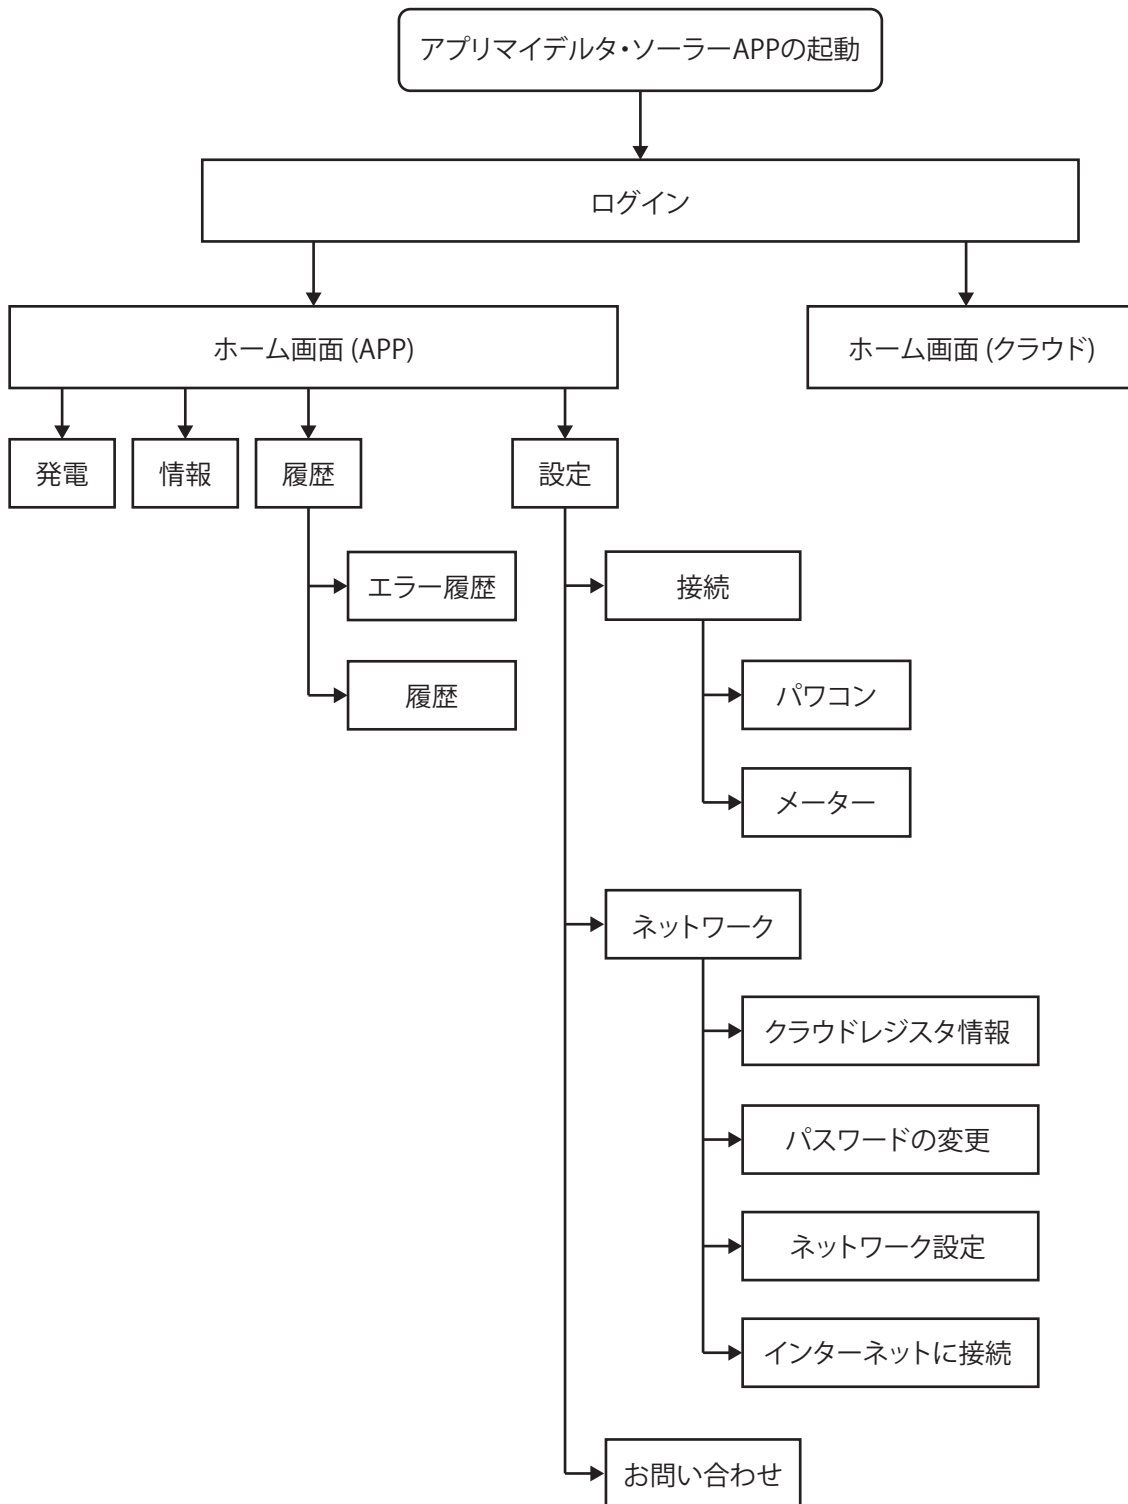 アプリマイデルタ・ソーラーAPPの起動
ログイン
ホーム画面 (APP)
ホーム画面 (クラウド)
発電
情報
履歴
設定
エラー履歴
履歴
接続
パワコン
メーター
ネットワーク
クラウドレジスタ情報
パスワードの変更
ネットワーク設定
インターネットに接続
お問い合わせ